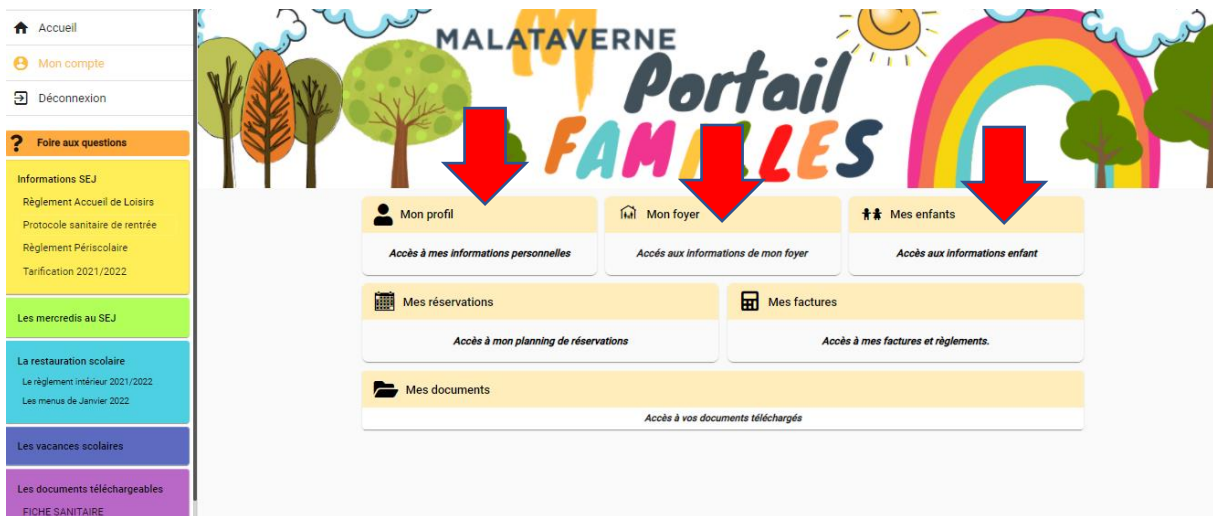 Accueil
Mon compte
Déconnexion
? Foire aux questions
Informations SEJ
Règlement Accueil de Loisirs
Protocole sanitaire de rentrée
Règlement Périscolaire
Tarification 2021/2022
Les mercredis au SEJ
La restauration scolaire
Le règlement intérieur 2021/2022
Les menus de Janvier 2022
Les vacances scolaires
Les documents téléchargeables
FICHE SANITAIRE
MALATAVERNE
Portail
Mon profil
Mon foyer
Mes enfants
Accès à mes informations personnelles
Accés aux informations de mon foyer
Accès aux informations enfant
Mes réservations
Mes factures
Accès à mon planning de réservations
Accès à mes factures et règlements.
Mes documents
Accès à vos documents téléchargés